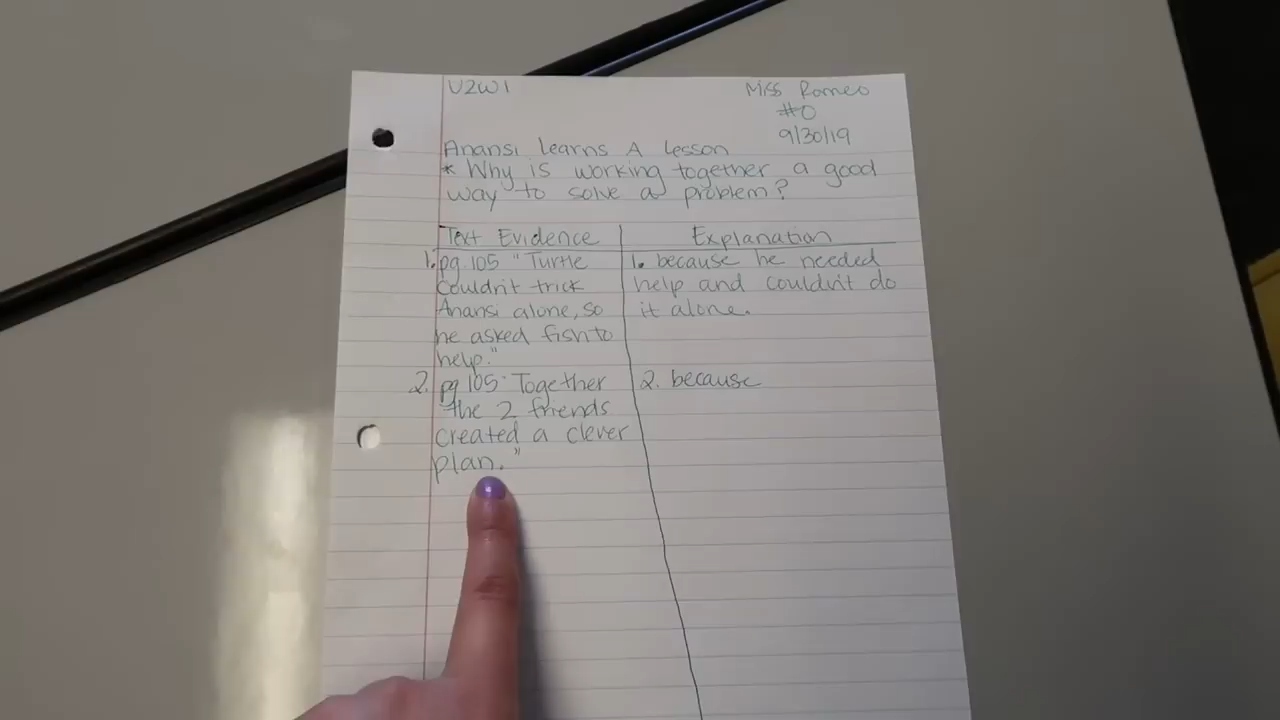 U2W1
Miss Romeo
#0
9/30/19
Anansi learns A lesson
* Why is working together a good
way to solve a problem?
Text Evidence
1. pg 105 "Turtle
couldn't trick
Anansi alone, so
he asked fish to
help."
2. pg 105 "Together
the 2 friends
created a clever
plan."
Explanation
1. because he needed
help and couldn't do
it alone.
2. because